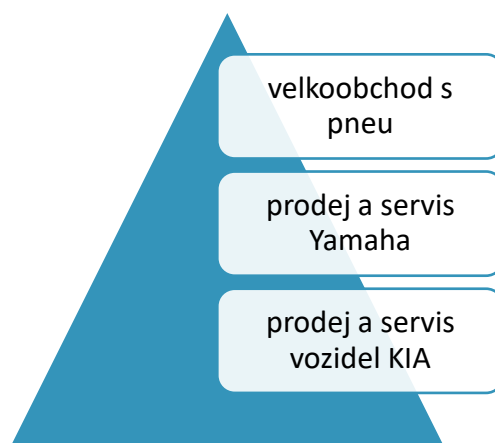 velkoobchod s
pneu
prodej a servis
Yamaha
prodej a servis
vozidel KIA